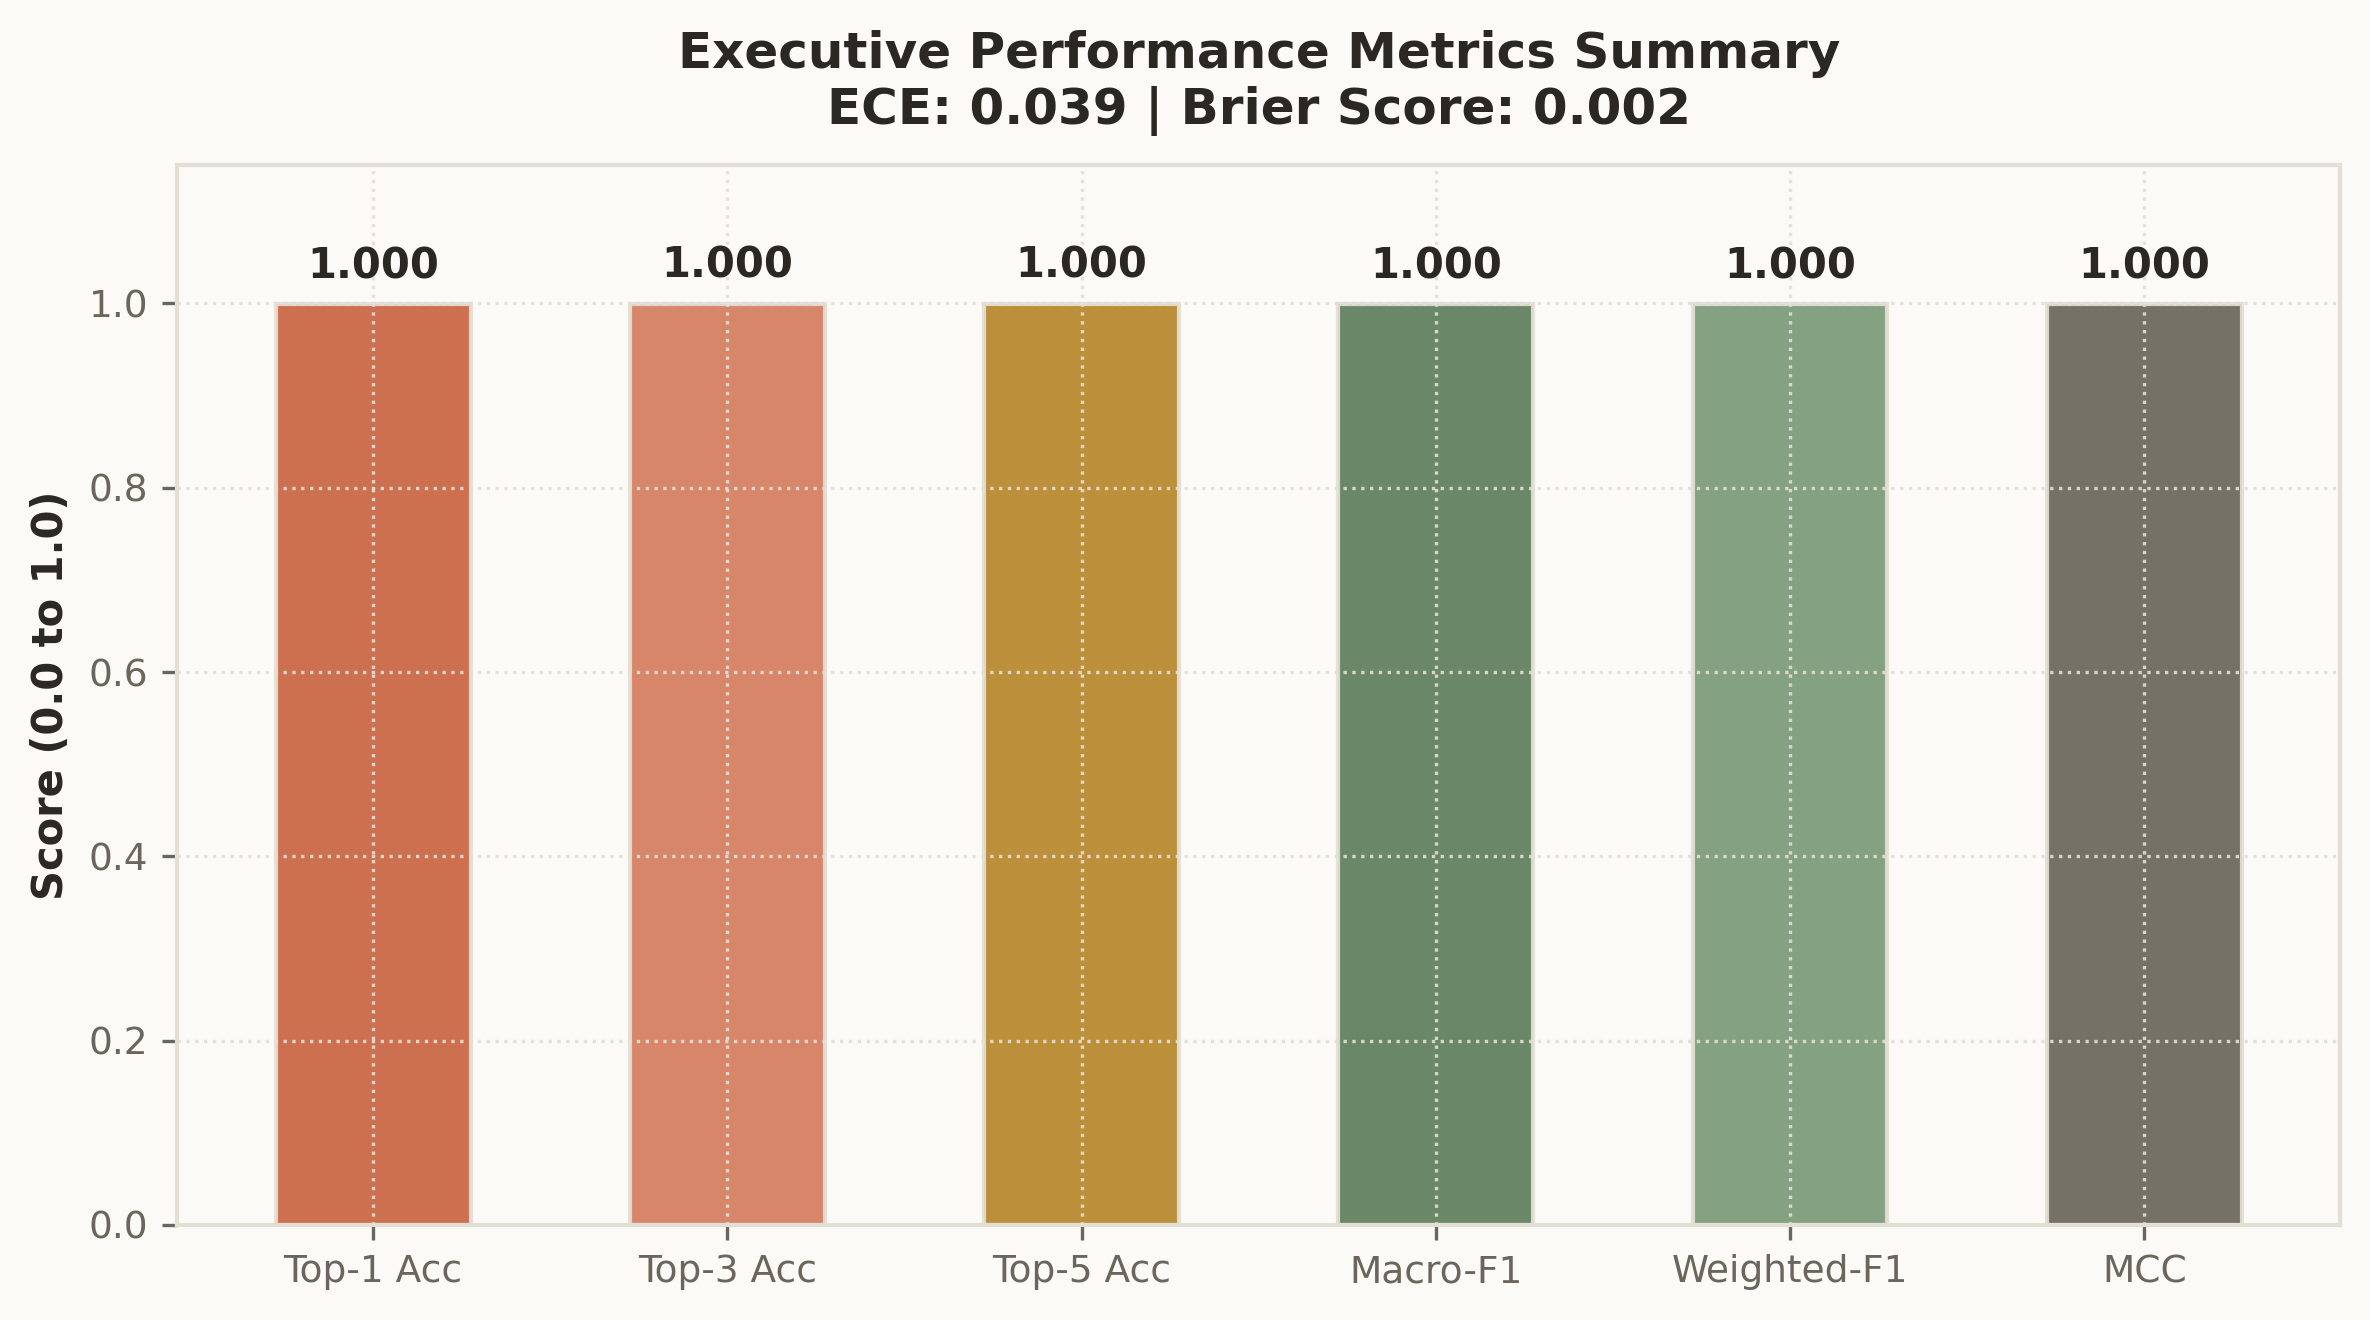 Executive Performance Metrics Summary
ECE: 0.039 | Brier Score: 0.002
Score (0.0 to 1.0)
1.0
0.8
0.6
0.4
0.2
0.0
1.000 1.000 1.000 1.000 1.000 1.000
Top-1 Acc Top-3 Acc Top-5 Acc Macro-F1 Weighted-F1 MCC